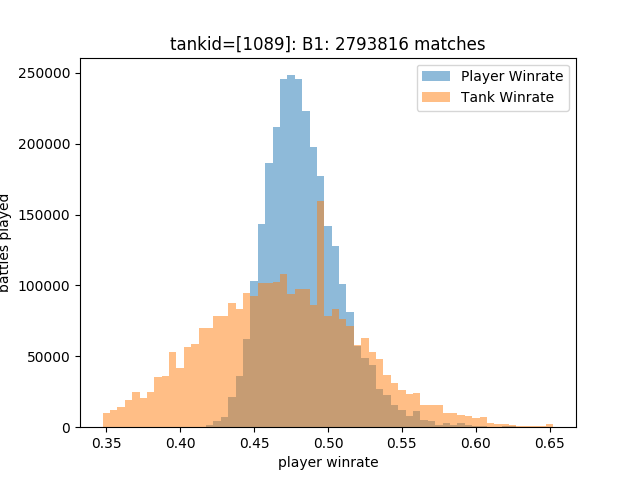 tankid=[1089]: B1: 2793816 matches
Player Winrate
Tank Winrate
battles played
250000
200000
150000
100000
50000
0
0.35 0.40 0.45 0.50 0.55 0.60 0.65
player winrate